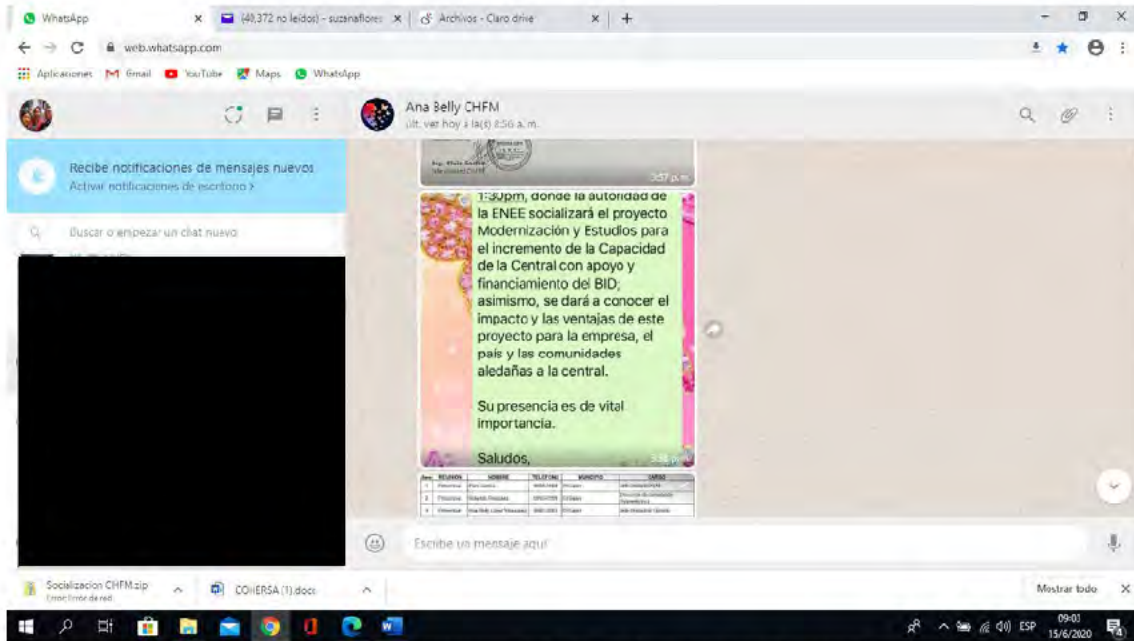 WhatsApp
(40,372 no leídos) - suzanaflores
Archivos - Claro drive
web.whatsapp.com
Aplicaciones
Gmail
YouTube
Maps
WhatsApp
Ana Belly CHFM
últ. vez hoy a la(s) 8:56 a. m.
Recibe notificaciones de mensajes nuevos
Activar notificaciones de escritorio >
Buscar o empezar un chat nuevo
3:57 p.m.
1:30pm, donde la autoridad de
la ENEE socializará el proyecto
Modernización y Estudios para
el incremento de la Capacidad
de la Central con apoyo y
financiamiento del BID;
asimismo, se dará a conocer el
impacto y las ventajas de este
proyecto para la empresa, el
país y las comunidades
aledañas a la central.
Su presencia es de vital
importancia.
Saludos,
3:58 p.m.
REUNION NOMBRE TELEFONO MUNICIPIO CARGO
Escribe un mensaje aquí
Socializacion CHFM.zip
Error: Error de red
COHERSA (1).docx
Mostrar todo
ESP
09:03
15/6/2020